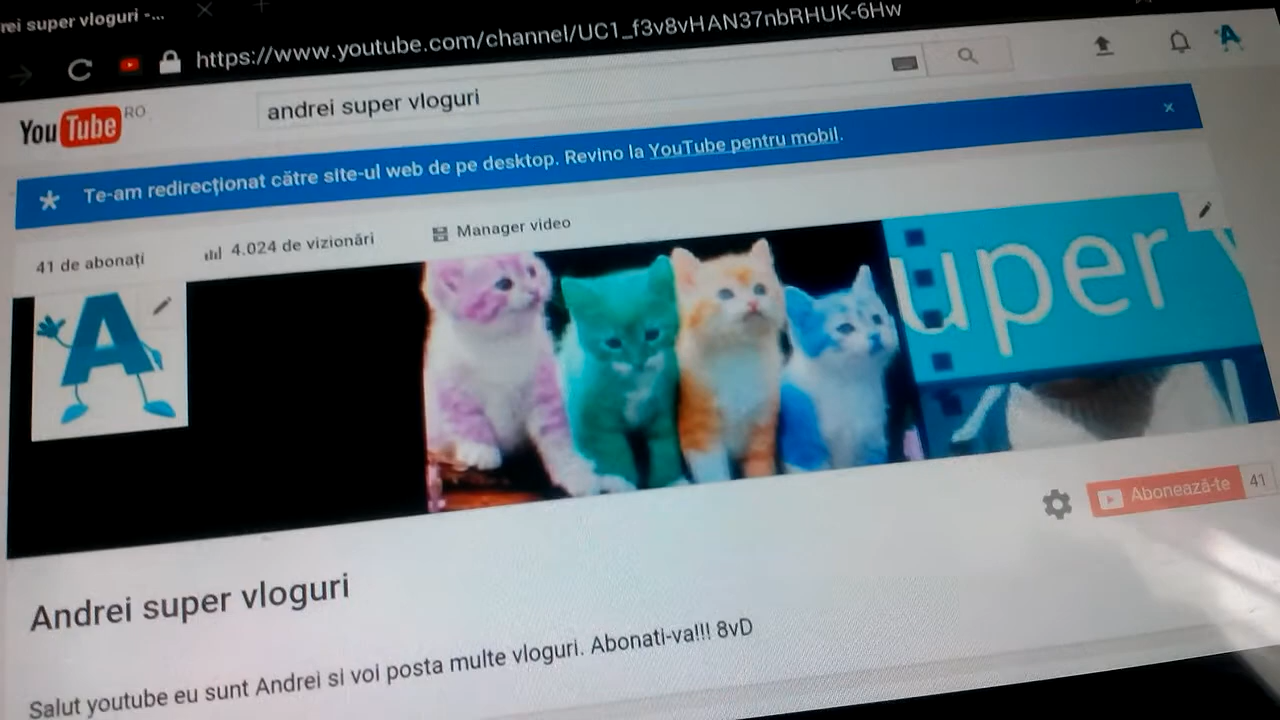 rei super vloguri -...
https://www.youtube.com/channel/UC1_f3v8vHAN37nbRHUK-6Hw
YouTube RO
andrei super vloguri
Te-am redirecționat către site-ul web de pe desktop. Revino la YouTube pentru mobil.
41 de abonați
4.024 de vizionări
Manager video
A
uper
Abonează-te 41
Andrei super vloguri
Salut youtube eu sunt Andrei si voi posta multe vloguri. Abonati-va!!! 8vD